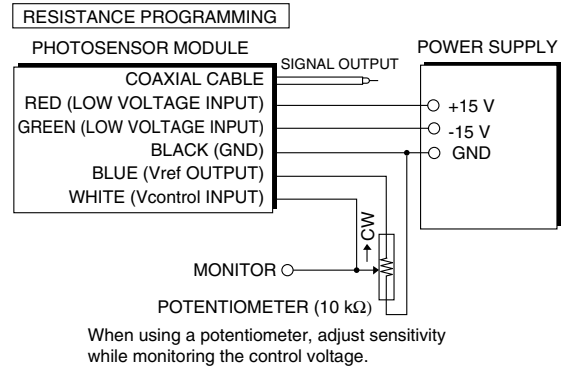 RESISTANCE PROGRAMMING
PHOTOSENSOR MODULE
SIGNAL OUTPUT
POWER SUPPLY
COAXIAL CABLE
RED (LOW VOLTAGE INPUT)
+15 V
GREEN (LOW VOLTAGE INPUT)
-15 V
BLACK (GND)
GND
BLUE (Vref OUTPUT)
WHITE (Vcontrol INPUT)
CW
MONITOR
POTENTIOMETER (10 kΩ)
When using a potentiometer, adjust sensitivity
while monitoring the control voltage.